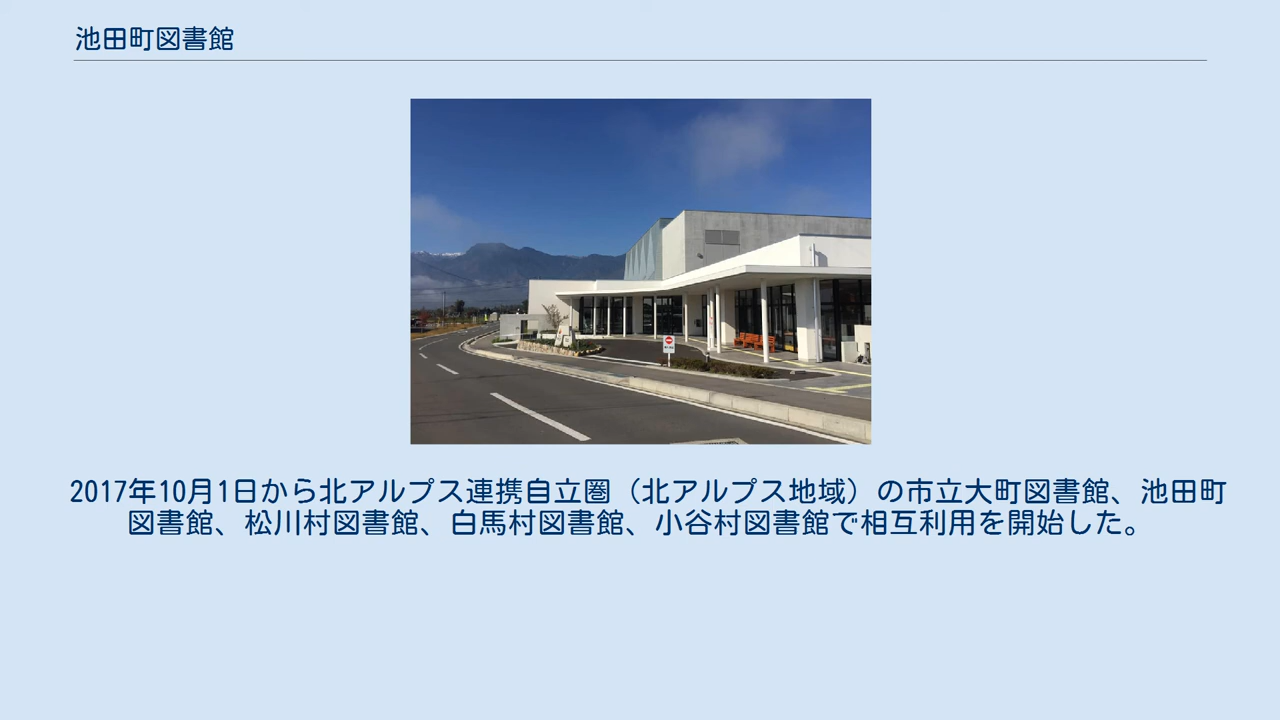 池田町図書館
2017年10月1日から北アルプス連携自立圏（北アルプス地域）の市立大町図書館、池田町
図書館、松川村図書館、白馬村図書館、小谷村図書館で相互利用を開始した。